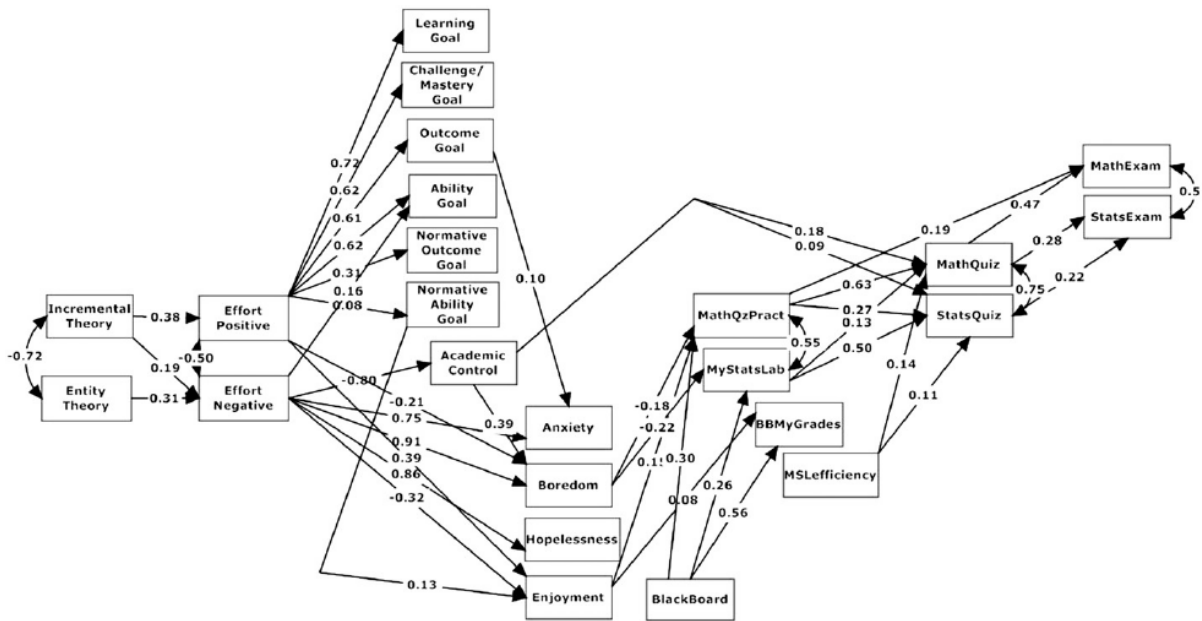 Learning
Goal
Challenge/
Mastery
Goal
Outcome
Goal
Ability
Goal
Normative
Outcome
Goal
Normative
Ability
Goal
Incremental
Theory
Entity
Theory
Effort
Positive
Effort
Negative
Academic
Control
Anxiety
Boredom
Hopelessness
Enjoyment
MathQzPract
MyStatsLab
BBMyGrades
MSLefficiency
BlackBoard
MathQuiz
StatsQuiz
MathExam
StatsExam
-0.72
0.38
0.19
0.31
-0.50
0.72
0.62
0.61
0.62
0.31
0.16
0.08
0.10
-0.80
-0.21
0.75
0.39
0.91
0.39
0.86
-0.32
0.13
-0.18
-0.22
0.30
0.08
0.26
0.56
0.55
0.18
0.09
0.19
0.47
0.63
0.27
0.13
0.50
0.14
0.11
0.75
0.28
0.22
0.5